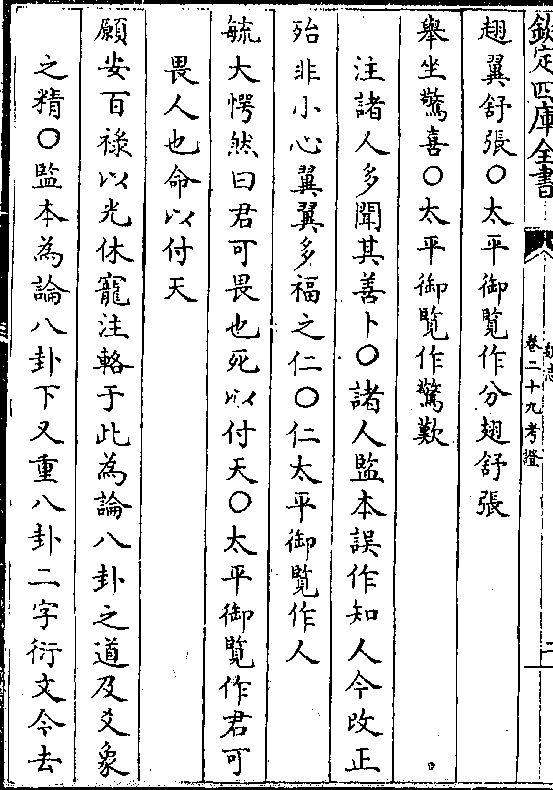 欽定四庫全書
卷二十九考證
翅翼舒張〇太平御覽作分翅舒張
舉坐驚喜〇太平御覽作驚歎
注諸人多聞其善卜〇諸人監本誤作知人今改正
殆非小心翼翼多福之仁〇仁太平御覽作人
毓大愕然曰君可畏也死以付天〇太平御覽作君可
畏人也命以付天
願安百祿以光休寵注輅于此為論八卦之道及爻象
之精〇監本為論八卦下又重八卦二字衍文今去